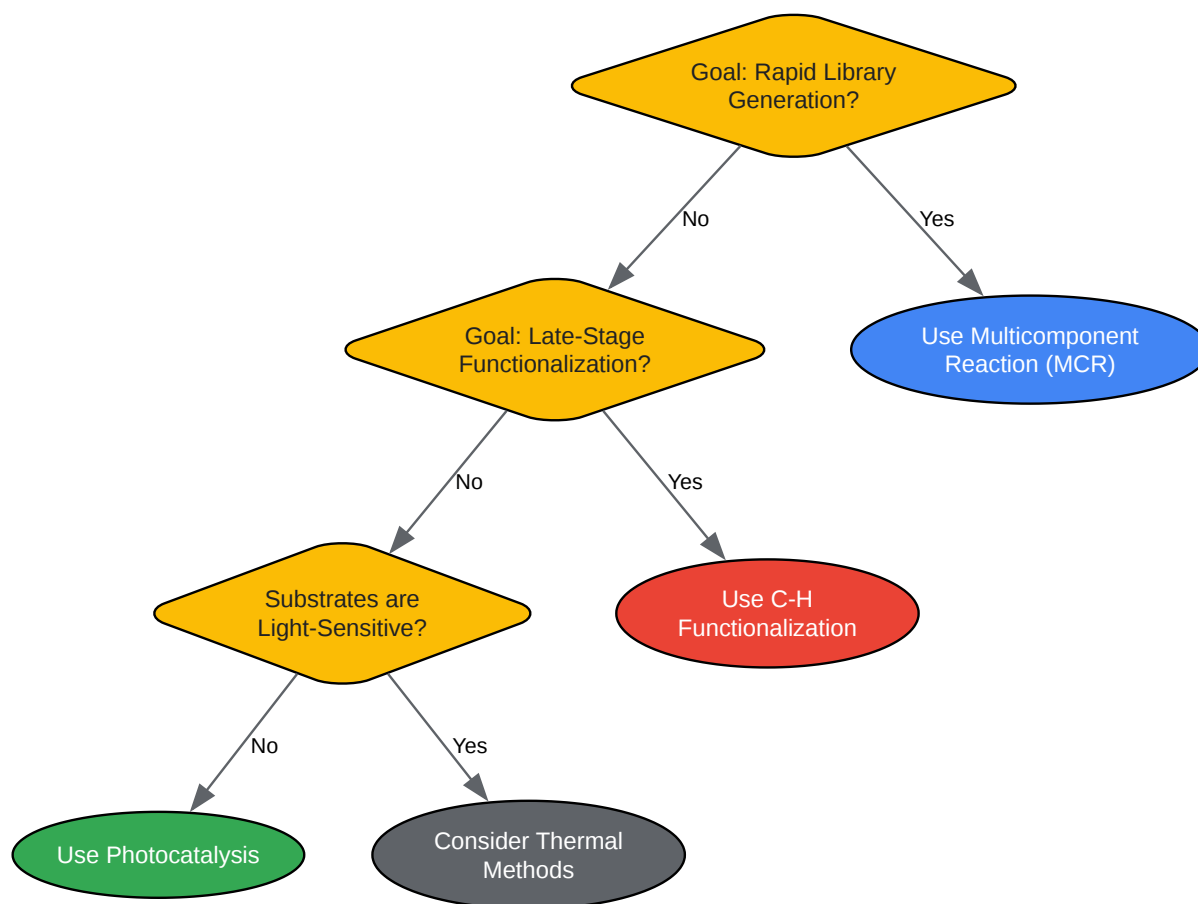 Goal: Rapid Library
Generation?
No
Yes
Goal: Late-Stage
Functionalization?
Use Multicomponent
Reaction (MCR)
No
Yes
Substrates are
Light-Sensitive?
Use C-H
Functionalization
No
Yes
Use Photocatalysis
Consider Thermal
Methods